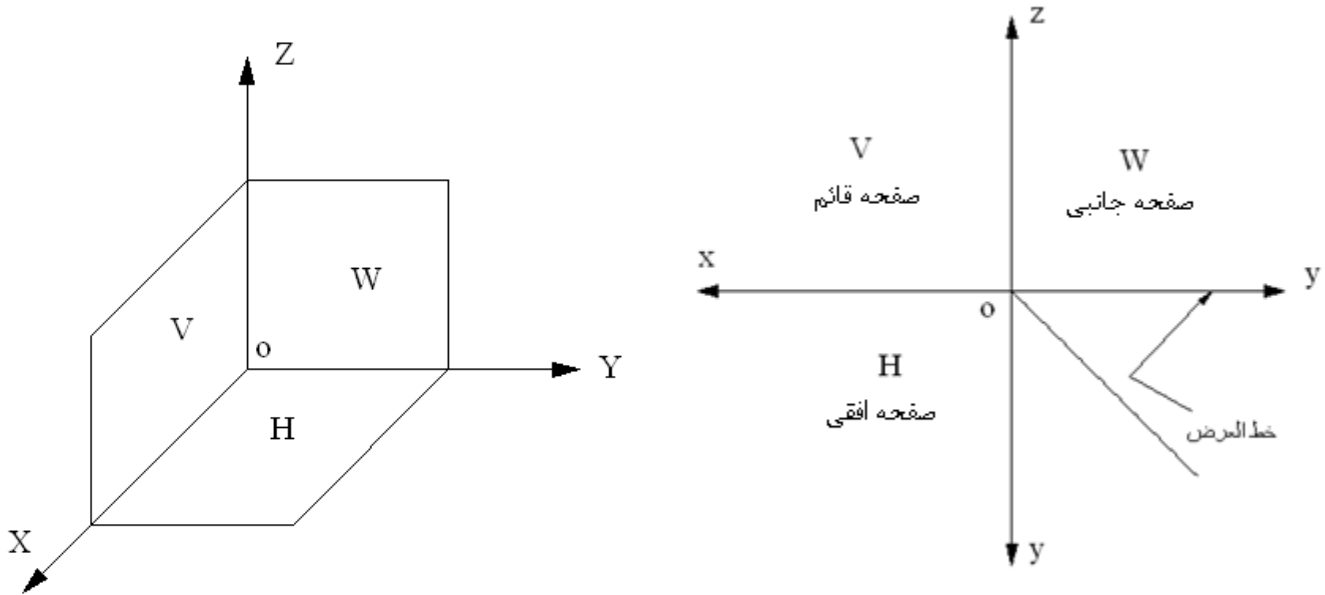 Z
W
V
o
Y
H
X
z
V
صفحه قائم
W
صفحه جانبی
x
y
o
H
صفحه افقی
خط العرض
y